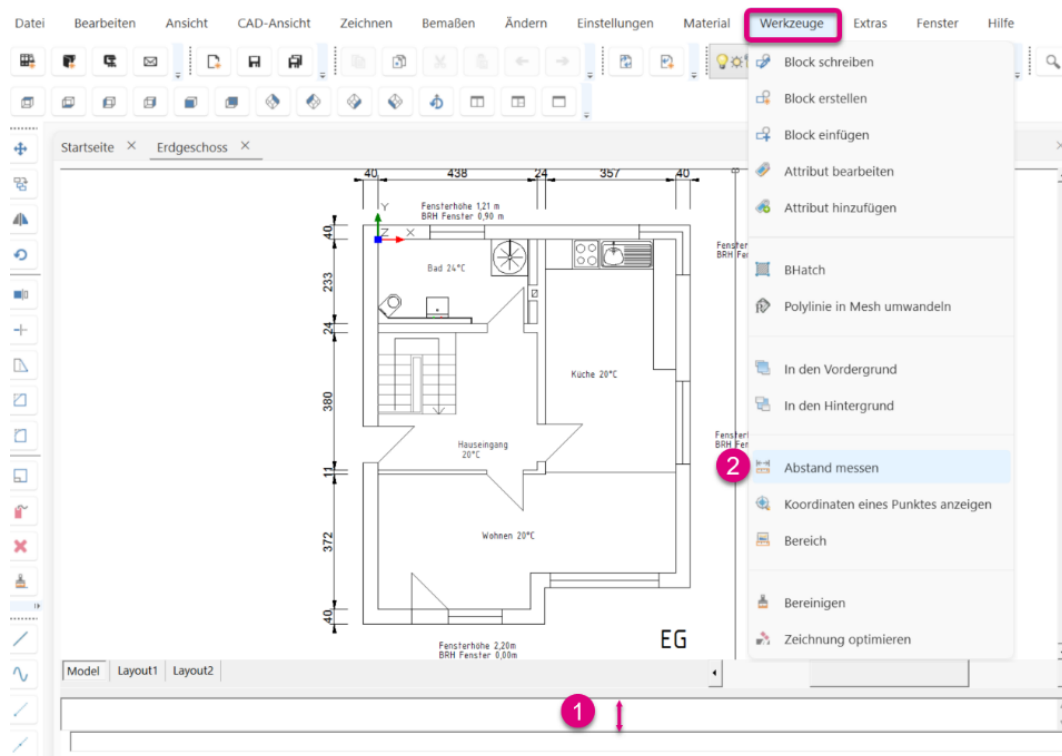 Datei Bearbeiten Ansicht CAD-Ansicht Zeichnen Bemaßen Ändern Einstellungen Material Werkzeuge Extras Fenster Hilfe
Block schreiben
Block erstellen
Block einfügen
Attribut bearbeiten
Attribut hinzufügen
BHatch
Polylinie in Mesh umwandeln
In den Vordergrund
In den Hintergrund
2 Abstand messen
Koordinaten eines Punktes anzeigen
Bereich
Bereinigen
Zeichnung optimieren
Startseite × Erdgeschoss ×
40 438 24 357 40
Fensterhöhe 1,21 m
BRH Fenster 0,90 m
Y
Z X
40
233
24
380
11
372
40
Bad 24°C
Küche 20°C
Hauseingang
20°C
Wohnen 20°C
Fensterhöhe 2,20m
BRH Fenster 0,00m
EG
Model Layout1 Layout2
1